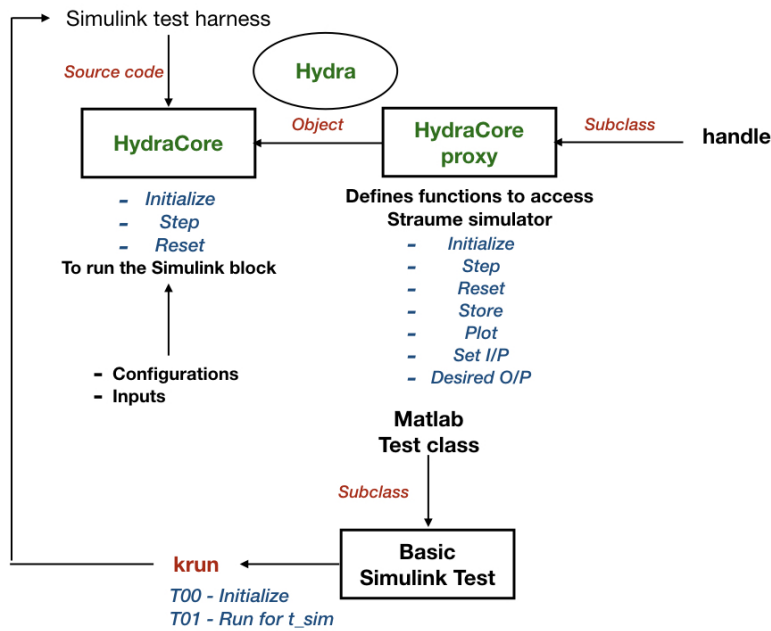 Simulink test harness
Source code
Hydra
HydraCore
Object
HydraCore
proxy
Subclass
handle
- Initialize
- Step
- Reset
To run the Simulink block
- Configurations
- Inputs
Defines functions to access
Straume simulator
- Initialize
- Step
- Reset
- Store
- Plot
- Set I/P
- Desired O/P
Matlab
Test class
Subclass
Basic
Simulink Test
krun
T00 - Initialize
T01 - Run for t_sim